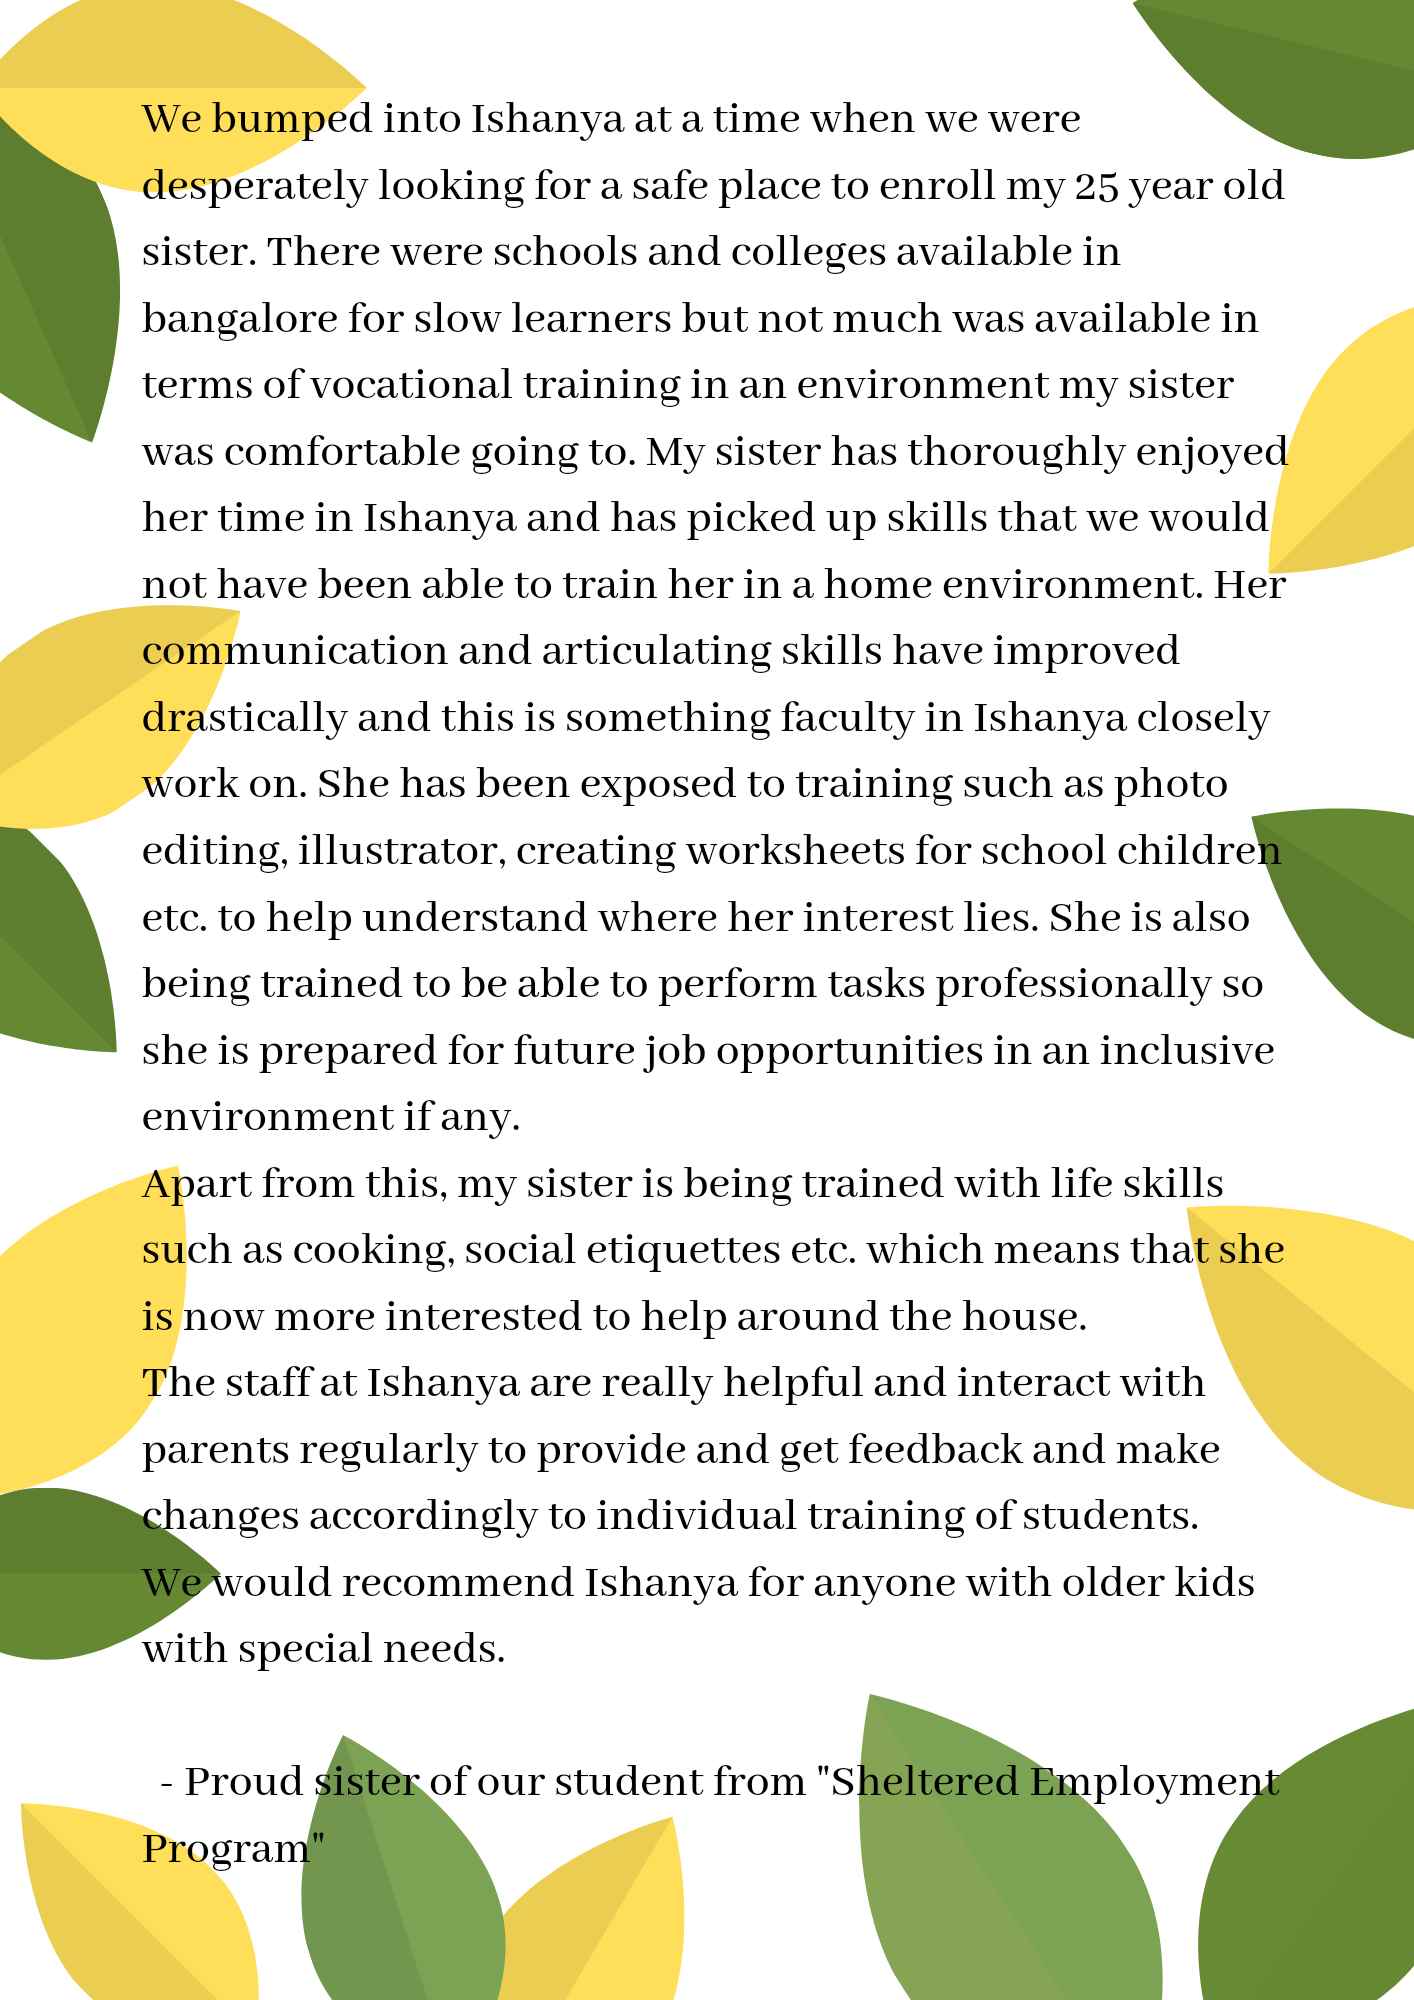 We bumped into Ishanya at a time when we were
desperately looking for a safe place to enroll my 25 year old
sister. There were schools and colleges available in
bangalore for slow learners but not much was available in
terms of vocational training in an environment my sister
was comfortable going to. My sister has thoroughly enjoyed
her time in Ishanya and has picked up skills that we would
not have been able to train her in a home environment. Her
communication and articulating skills have improved
drastically and this is something faculty in Ishanya closely
work on. She has been exposed to training such as photo
editing, illustrator, creating worksheets for school children
etc. to help understand where her interest lies. She is also
being trained to be able to perform tasks professionally so
she is prepared for future job opportunities in an inclusive
environment if any.
Apart from this, my sister is being trained with life skills
such as cooking, social etiquettes etc. which means that she
is now more interested to help around the house.
The staff at Ishanya are really helpful and interact with
parents regularly to provide and get feedback and make
changes accordingly to individual training of students.
We would recommend Ishanya for anyone with older kids
with special needs.
- Proud sister of our student from "Sheltered Employment
Program"